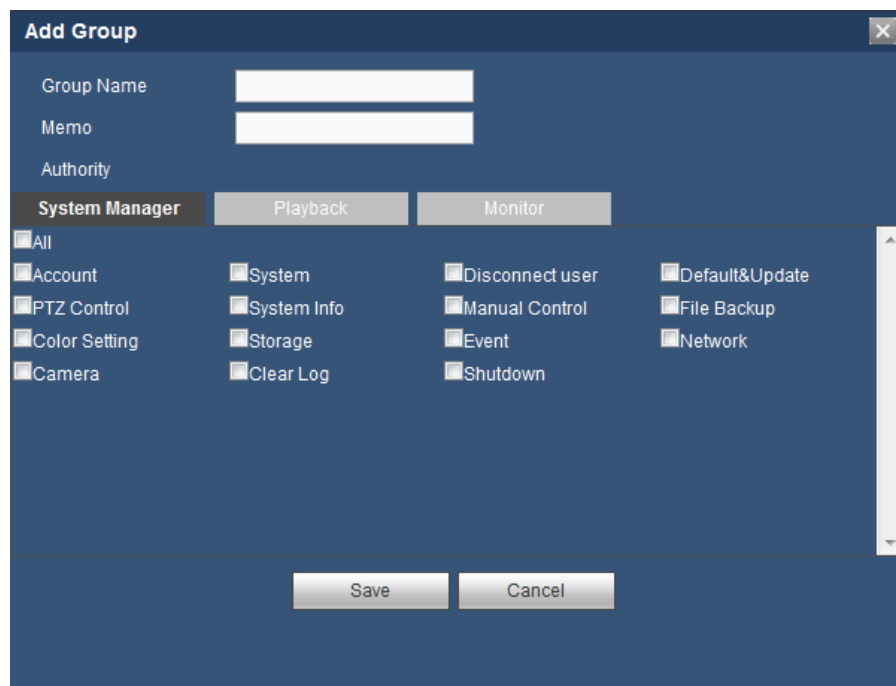 Add Group
Group Name
Memo
Authority
System Manager Playback Monitor
All
Account System Disconnect user Default&Update
PTZ Control System Info Manual Control File Backup
Color Setting Storage Event Network
Camera Clear Log Shutdown
Save Cancel